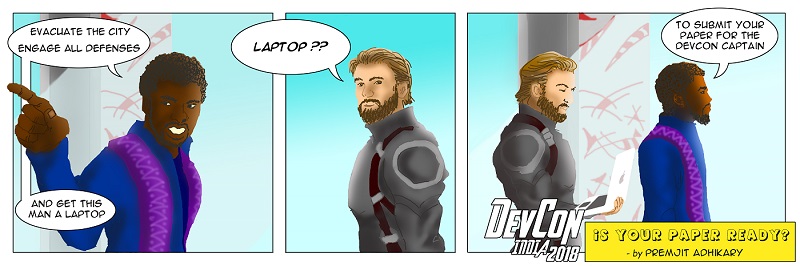 EVACUATE THE CITY
ENGAGE ALL DEFENSES
AND GET THIS
MAN A LAPTOP
LAPTOP ??
TO SUBMIT YOUR
PAPER FOR THE
DEVCON CAPTAIN
DEVCON
INDIA 2018
IS YOUR PAPER READY?
- by PREMJIT ADHIKARY